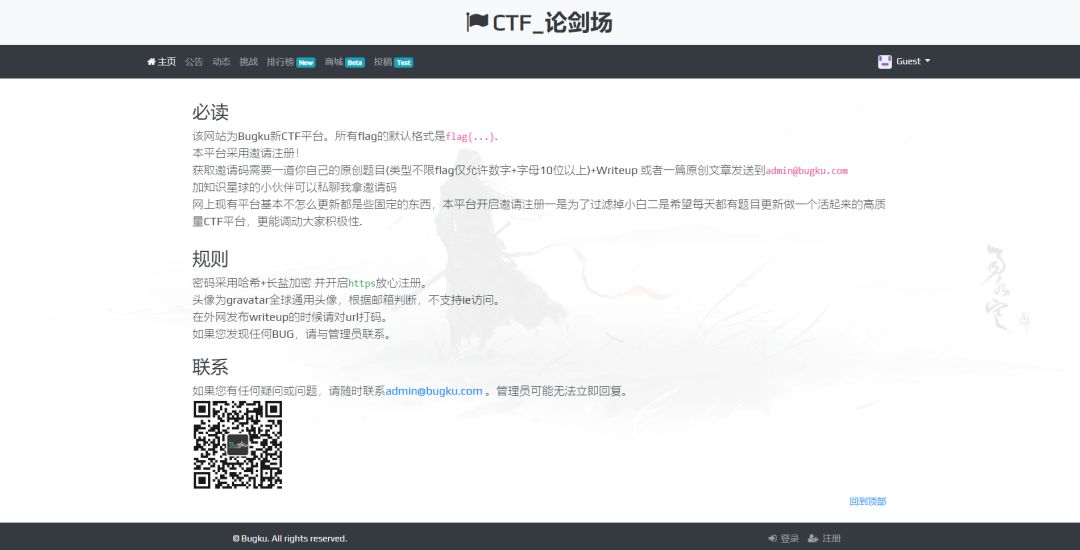 CTF_论剑场
主页 公告 动态 挑战 排行榜 New 商城 Beta 投稿 Test Guest
必读
该网站为Bugku新CTF平台。所有flag的默认格式是flag{...}.
本平台采用邀请注册！
获取邀请码需要一道你自己的原创题目(类型不限flag仅允许数字+字母10位以上)+Writeup 或者一篇原创文章发送到admin@bugku.com
加知识星球的小伙伴可以私聊我拿邀请码
网上现有平台基本不怎么更新都是些固定的东西，本平台开启邀请注册一是为了过滤掉小白二是希望每天都有题目更新做一个活起来的高质
量CTF平台，更能调动大家积极性.
规则
密码采用哈希+长盐加密 并开启https放心注册。
头像为gravatar全球通用头像，根据邮箱判断，不支持ie访问。
在外网发布writeup的时候请对url打码。
如果您发现任何BUG，请与管理员联系。
联系
如果您有任何疑问或问题，请随时联系admin@bugku.com 。管理员可能无法立即回复。
回到顶部
© Bugku. All rights reserved. 登录 注册